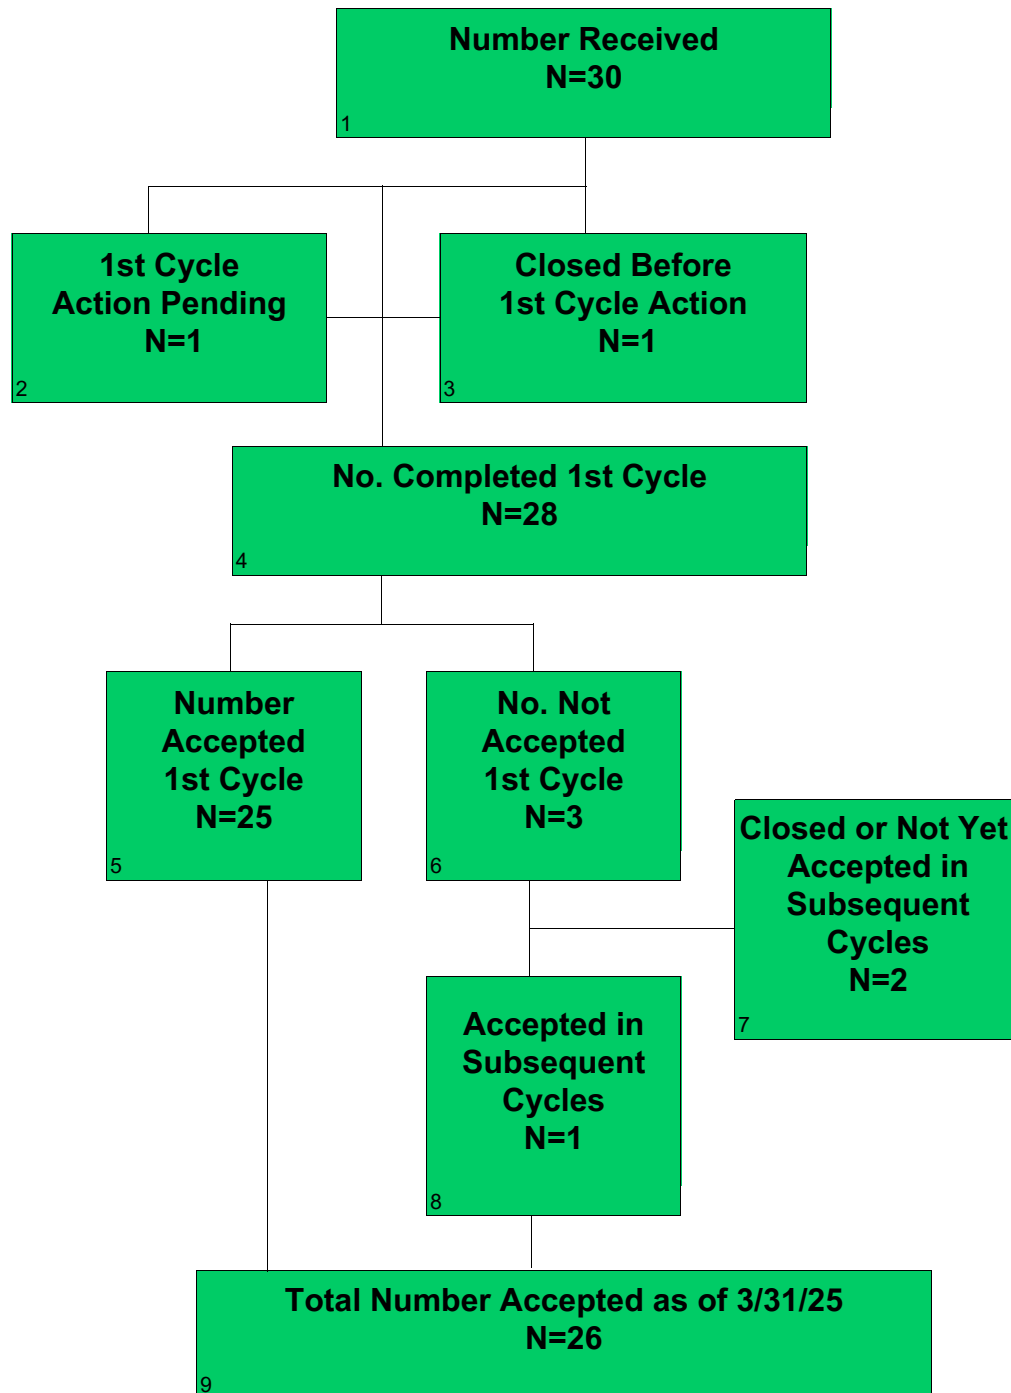 Number Received
N=30
1
1st Cycle
Action Pending
N=1
2
Closed Before
1st Cycle Action
N=1
3
No. Completed 1st Cycle
N=28
4
Number
Accepted
1st Cycle
N=25
5
No. Not
Accepted
1st Cycle
N=3
6
Closed or Not Yet
Accepted in
Subsequent
Cycles
N=2
7
Accepted in
Subsequent
Cycles
N=1
8
Total Number Accepted as of 3/31/25
N=26
9